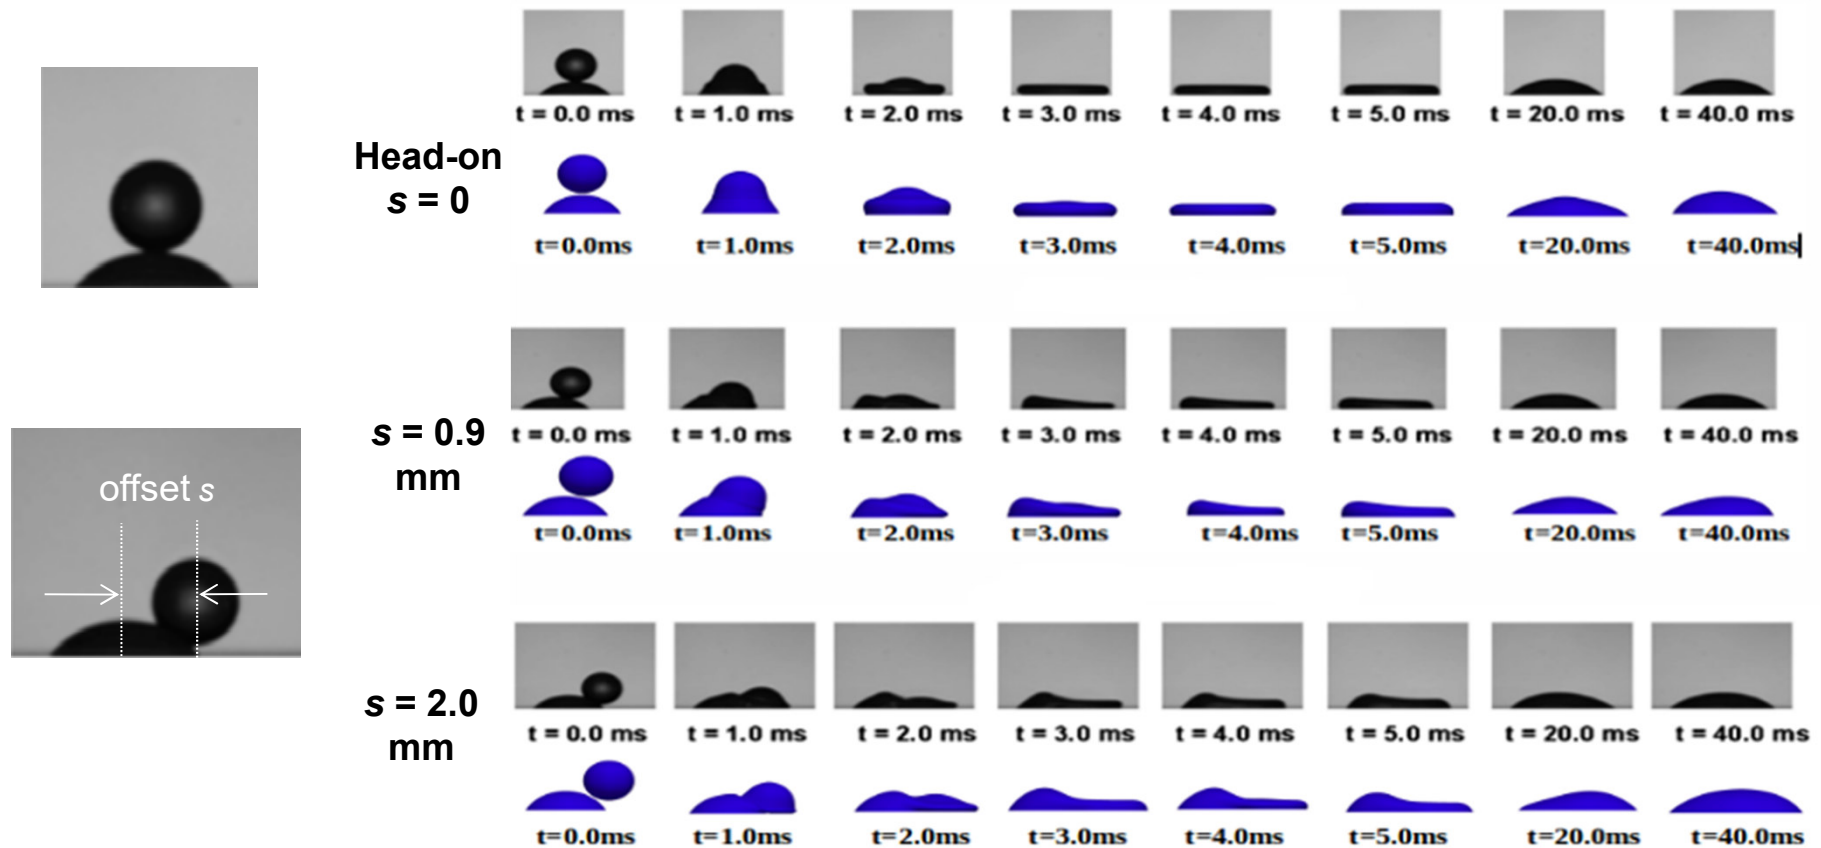 t = 0.0 ms t = 1.0 ms t = 2.0 ms t = 3.0 ms t = 4.0 ms t = 5.0 ms t = 20.0 ms t = 40.0 ms
Head-on
s = 0
t=0.0ms t=1.0ms t=2.0ms t=3.0ms t=4.0ms t=5.0ms t=20.0ms t=40.0ms
s = 0.9
mm
t = 0.0 ms t = 1.0 ms t = 2.0 ms t = 3.0 ms t = 4.0 ms t = 5.0 ms t = 20.0 ms t = 40.0 ms
offset s
t=0.0ms t=1.0ms t=2.0ms t=3.0ms t=4.0ms t=5.0ms t=20.0ms t=40.0ms
s = 2.0
mm
t = 0.0 ms t = 1.0 ms t = 2.0 ms t = 3.0 ms t = 4.0 ms t = 5.0 ms t = 20.0 ms t = 40.0 ms
t=0.0ms t=1.0ms t=2.0ms t=3.0ms t=4.0ms t=5.0ms t=20.0ms t=40.0ms